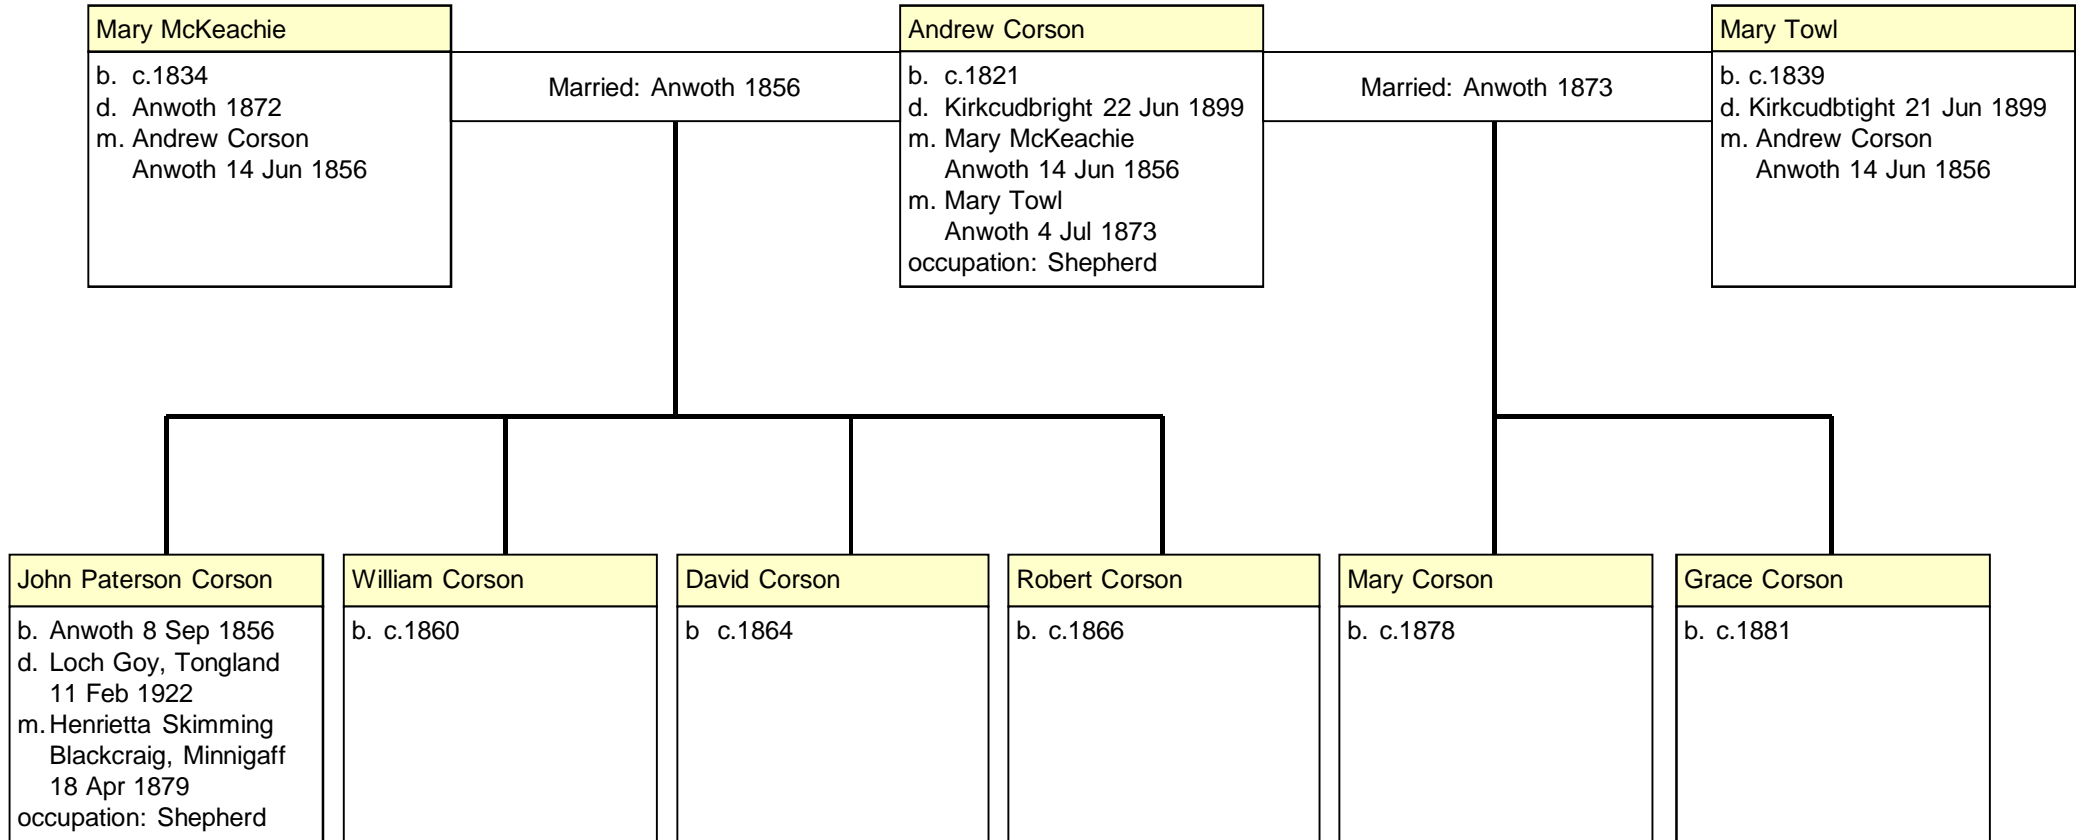 Mary McKeachie
b. c.1834
d. Anwoth 1872
m. Andrew Corson
Anwoth 14 Jun 1856
Married: Anwoth 1856
Andrew Corson
b. c.1821
d. Kirkcudbright 22 Jun 1899
m. Mary McKeachie
Anwoth 14 Jun 1856
m. Mary Towl
Anwoth 4 Jul 1873
occupation: Shepherd
Married: Anwoth 1873
Mary Towl
b. c.1839
d. Kirkcudbtight 21 Jun 1899
m. Andrew Corson
Anwoth 14 Jun 1856
John Paterson Corson
b. Anwoth 8 Sep 1856
d. Loch Goy, Tongland
11 Feb 1922
m. Henrietta Skimming
Blackcraig, Minnigaff
18 Apr 1879
occupation: Shepherd
William Corson
b. c.1860
David Corson
b c.1864
Robert Corson
b. c.1866
Mary Corson
b. c.1878
Grace Corson
b. c.1881